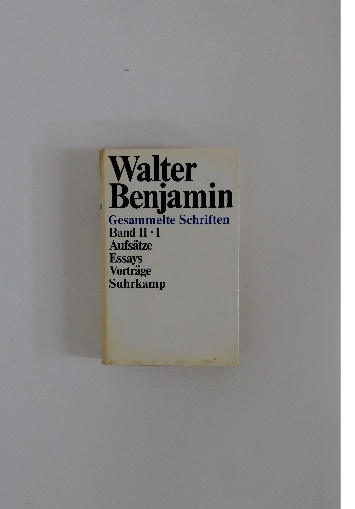 Walter
Benjamin
Gesammelte Schriften
Band II · 1
Aufsätze
Essays
Vorträge
Suhrkamp